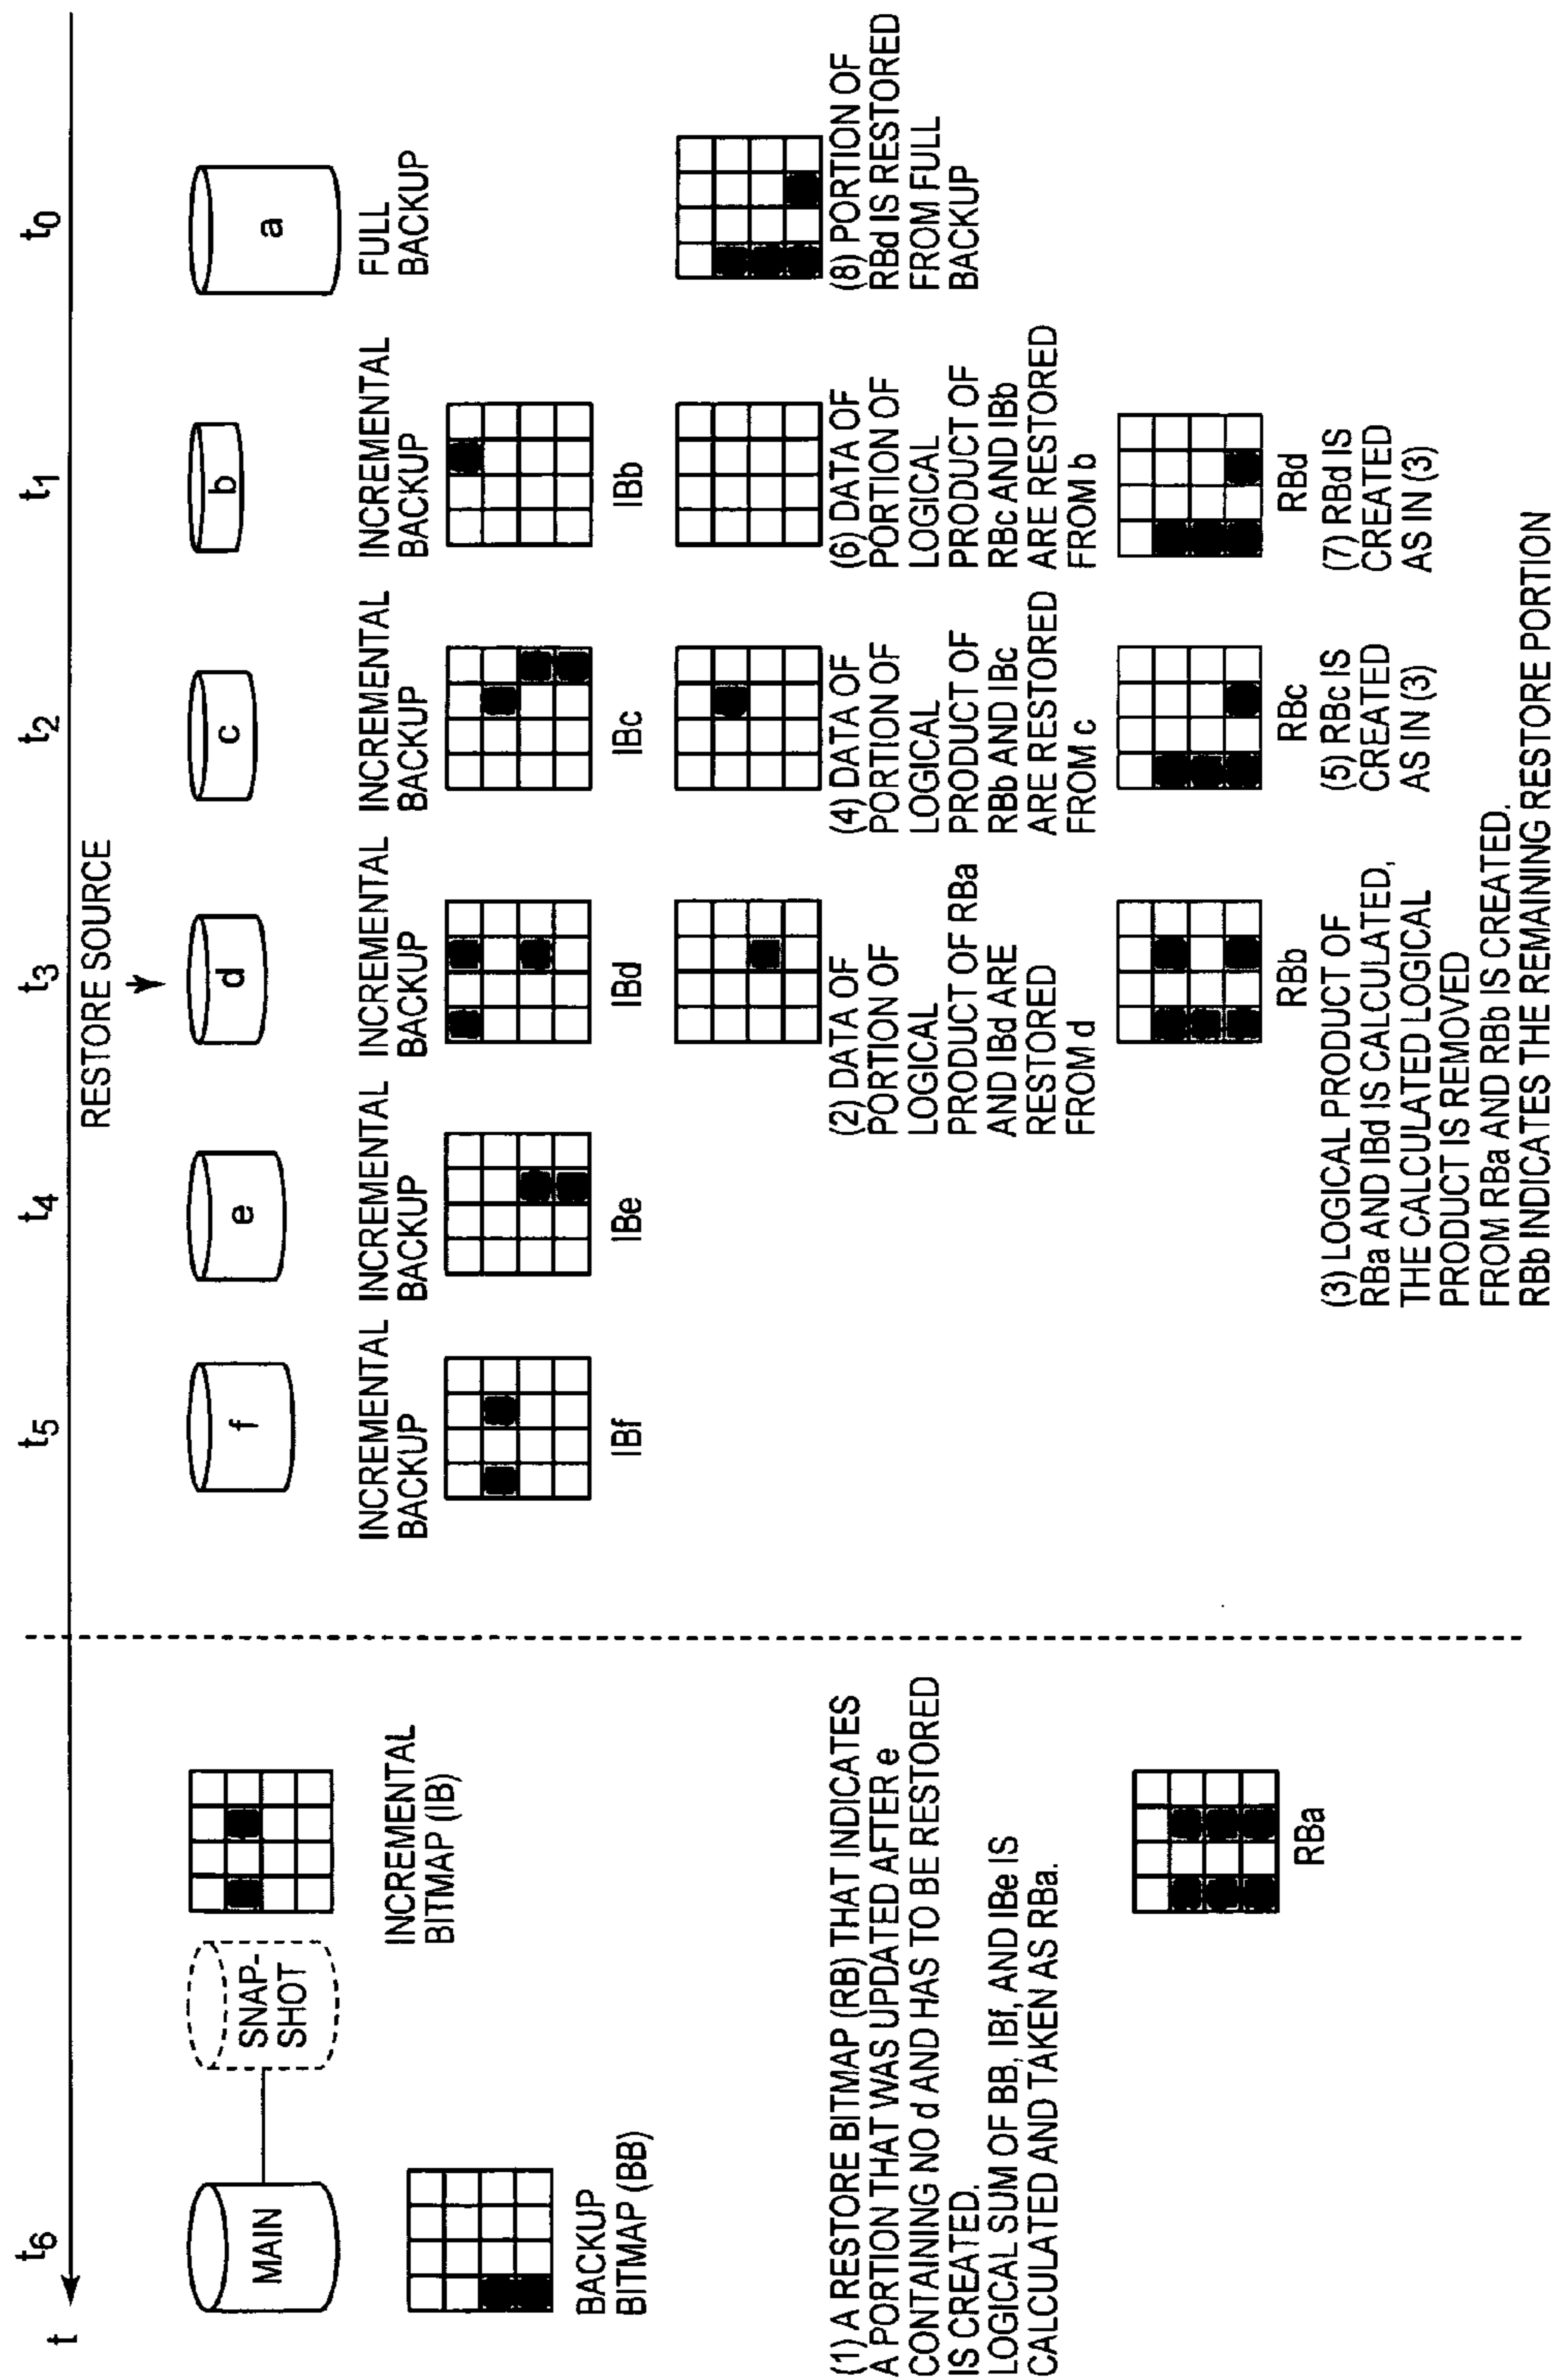 t
t6
t5
t4
t3
t2
t1
t0
RESTORE SOURCE
MAIN
SNAP-
SHOT
f
e
d
c
b
a
BACKUP
BITMAP (BB)
INCREMENTAL
BITMAP (IB)
INCREMENTAL
BACKUP
IBf
INCREMENTAL
BACKUP
IBe
INCREMENTAL
BACKUP
IBd
INCREMENTAL
BACKUP
IBc
INCREMENTAL
BACKUP
IBb
FULL
BACKUP
(1) A RESTORE BITMAP (RB) THAT INDICATES
A PORTION THAT WAS UPDATED AFTER e
CONTAINING NO d AND HAS TO BE RESTORED
IS CREATED.
LOGICAL SUM OF BB, IBf, AND IBe IS
CALCULATED AND TAKEN AS RBa.
RBa
(2) DATA OF
PORTION OF
LOGICAL
PRODUCT OF RBa
AND IBd ARE
RESTORED
FROM d
RBb
(3) LOGICAL PRODUCT OF
RBa AND IBd IS CALCULATED,
THE CALCULATED LOGICAL
PRODUCT IS REMOVED
FROM RBa AND RBb IS CREATED.
RBb INDICATES THE REMAINING RESTORE PORTION
(4) DATA OF
PORTION OF
LOGICAL
PRODUCT OF
RBb AND IBc
ARE RESTORED
FROM c
RBc
(5) RBc IS
CREATED
AS IN (3)
(6) DATA OF
PORTION OF
LOGICAL
PRODUCT OF
RBc AND IBb
ARE RESTORED
FROM b
RBd
(7) RBd IS
CREATED
AS IN (3)
(8) PORTION OF
RBd IS RESTORED
FROM FULL
BACKUP